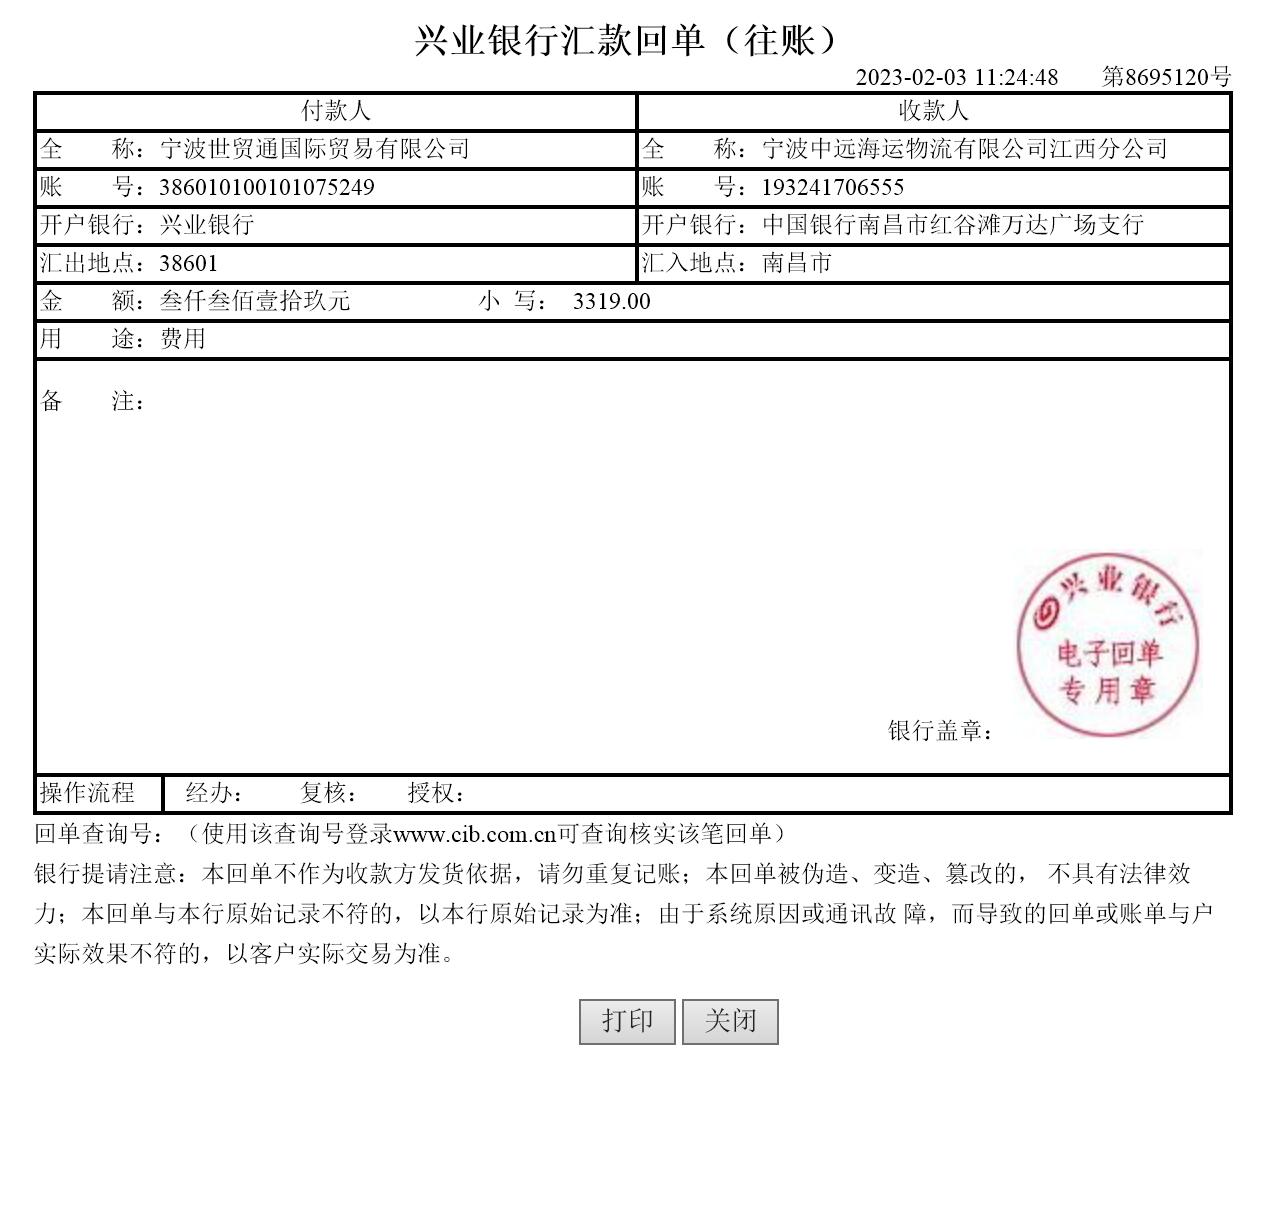 兴业银行汇款回单（往账）
2023-02-03 11:24:48 第8695120号
付款人 收款人
全 称：宁波世贸通国际贸易有限公司 全 称：宁波中远海运物流有限公司江西分公司
账 号：386010100101075249 账 号：193241706555
开户银行：兴业银行 开户银行：中国银行南昌市红谷滩万达广场支行
汇出地点：38601 汇入地点：南昌市
金 额：叁仟叁佰壹拾玖元 小 写： 3319.00
用 途：费用
备 注：
兴业银行
电子回单
专用章
银行盖章：
操作流程 经办： 复核： 授权：
回单查询号：（使用该查询号登录www.cib.com.cn可查询核实该笔回单）
银行提请注意：本回单不作为收款方发货依据，请勿重复记账；本回单被伪造、变造、篡改的， 不具有法律效
力；本回单与本行原始记录不符的，以本行原始记录为准；由于系统原因或通讯故 障，而导致的回单或账单与户
实际效果不符的，以客户实际交易为准。
打印 关闭